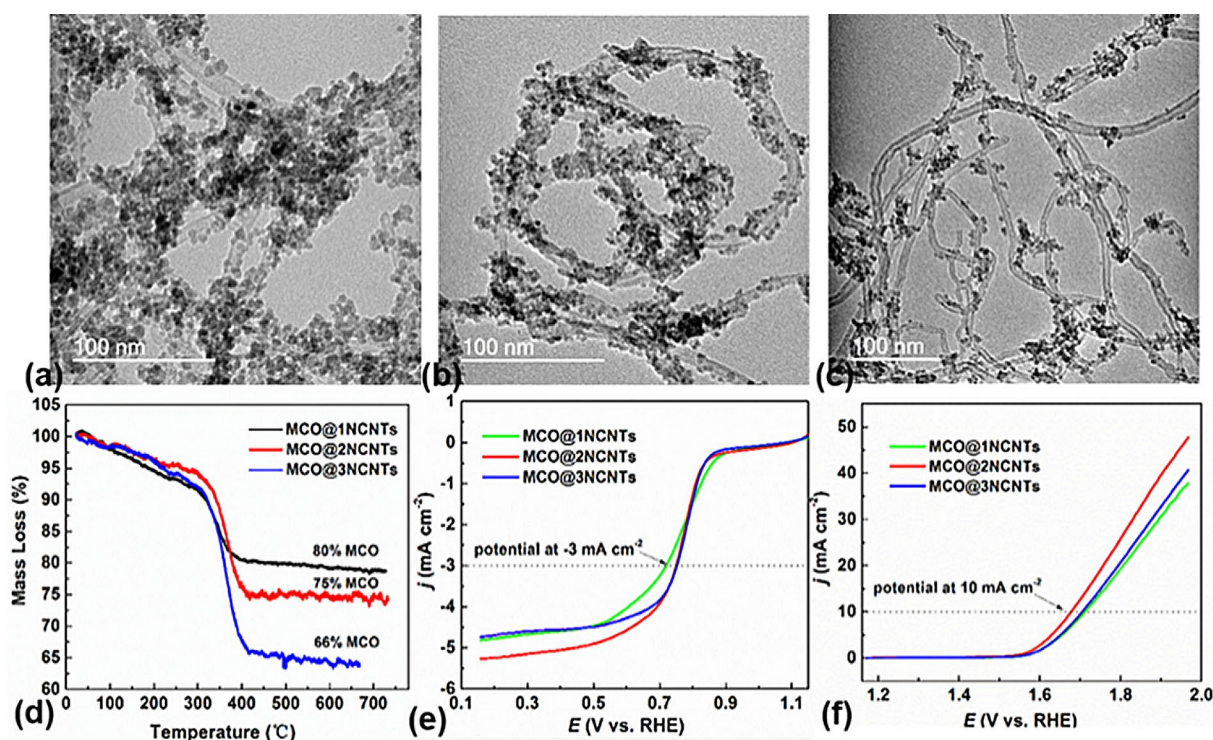 100 nm
(a)
100 nm
(b)
100 nm
(c)
105
100
95
90
85
80
75
70
65
60
Mass Loss (%)
MCO@1NCNTs
MCO@2NCNTs
MCO@3NCNTs
80% MCO
75% MCO
66% MCO
0 100 200 300 400 500 600 700
Temperature (℃)
(d)
1
0
-1
-2
-3
-4
-5
-6
j (mA cm-2)
MCO@1NCNTs
MCO@2NCNTs
MCO@3NCNTs
potential at -3 mA cm-2
0.1 0.3 0.5 0.7 0.9 1.1
E (V vs. RHE)
(e)
50
40
30
20
10
0
j (mA cm-2)
MCO@1NCNTs
MCO@2NCNTs
MCO@3NCNTs
potential at 10 mA cm-2
1.2 1.4 1.6 1.8 2.0
E (V vs. RHE)
(f)